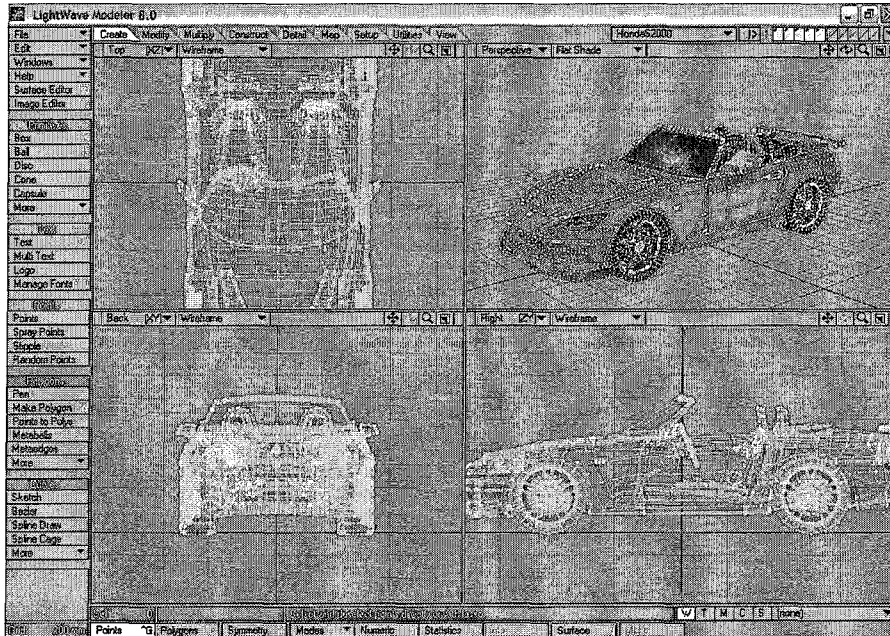 LightWave Modeler 8.0
File
Edit
Windows
Help
Surface Editor
Image Editor
Create Modify Multiply Construct Detail Map Setup Utilities View
HondaS2000
Top (XZ) Wireframe
Perspective Flat Shade
Box
Ball
Disc
Cone
Capsule
More
Text
Multi Text
Logo
Manage Fonts
Points
Spray Points
Stipple
Random Points
Back (XY) Wireframe
Right (ZY) Wireframe
Pen
Make Polygon
Points to Polys
Metaballs
Metaedges
More
Sketch
Bezier
Spline Draw
Spline Cage
More
W T M C S (none)
Points ^G Polygons Symmetry Modes Numeric Statistics Surface